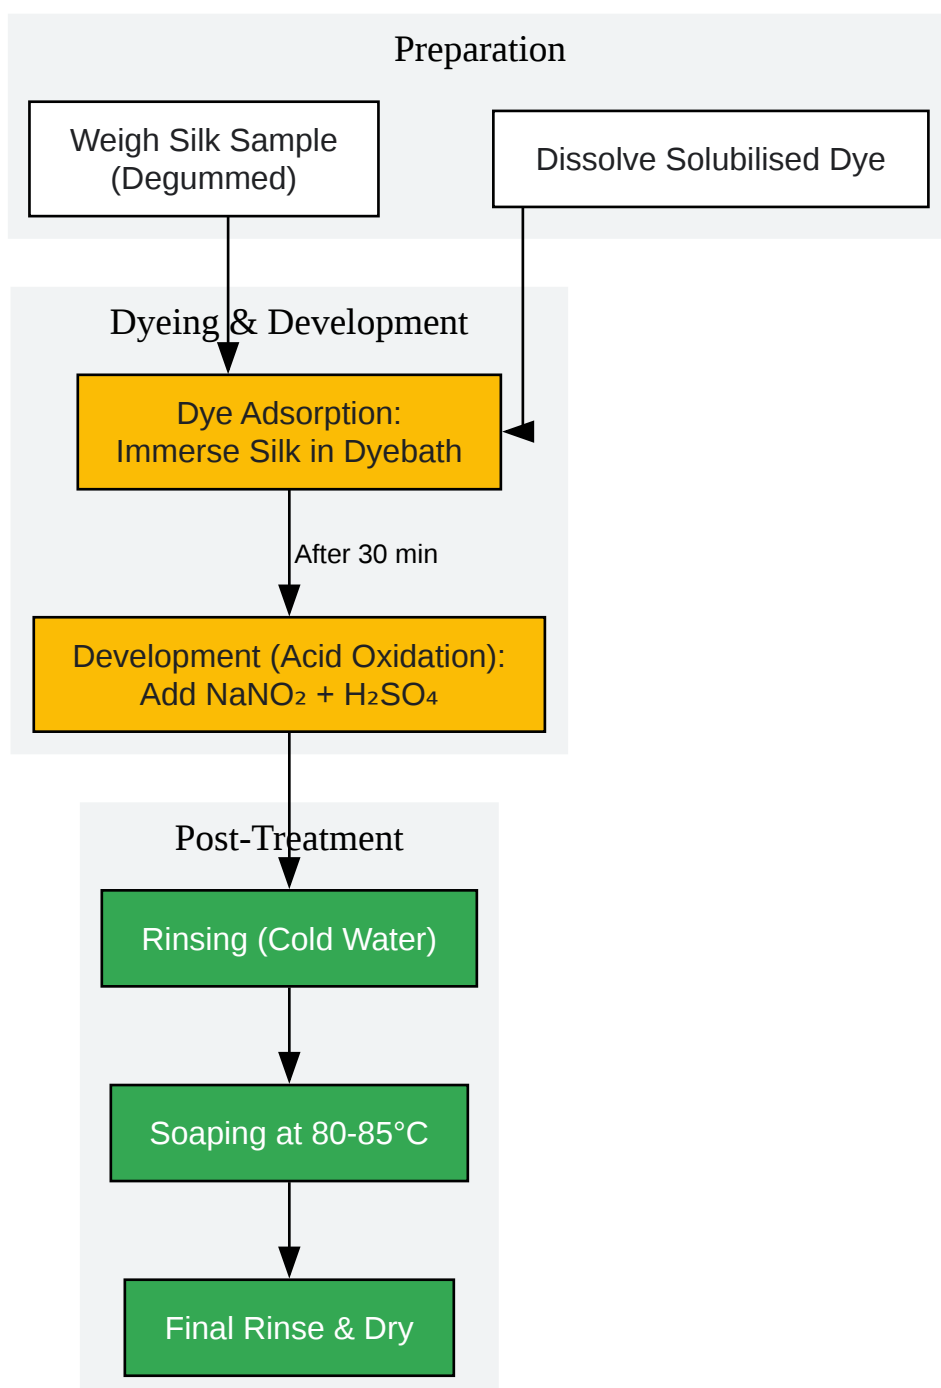 Preparation
Weigh Silk Sample
(Degummed)
Dissolve Solubilised Dye
Dyeing & Development
Dye Adsorption:
Immerse Silk in Dyebath
After 30 min
Development (Acid Oxidation):
Add NaNO₂ + H₂SO₄
Post-Treatment
Rinsing (Cold Water)
Soaping at 80-85°C
Final Rinse & Dry